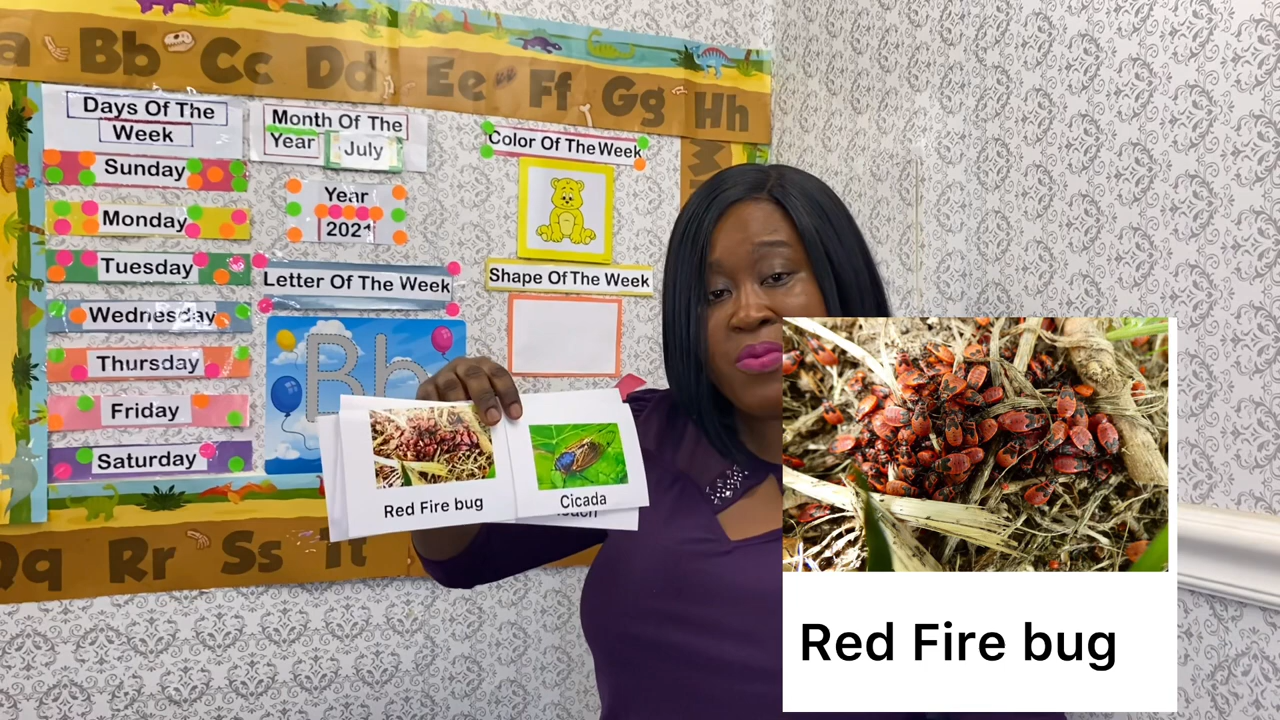 a Bb Cc Dd Ee Ff Gg Hh
Days Of The
Week
Sunday
Monday
Tuesday
Wednesday
Thursday
Friday
Saturday
Month Of The
Year July
Year
2021
Letter Of The Week
Bb
Color Of The Week
Shape Of The Week
Red Fire bug
Cicada
Qq Rr Ss Tt
Red Fire bug